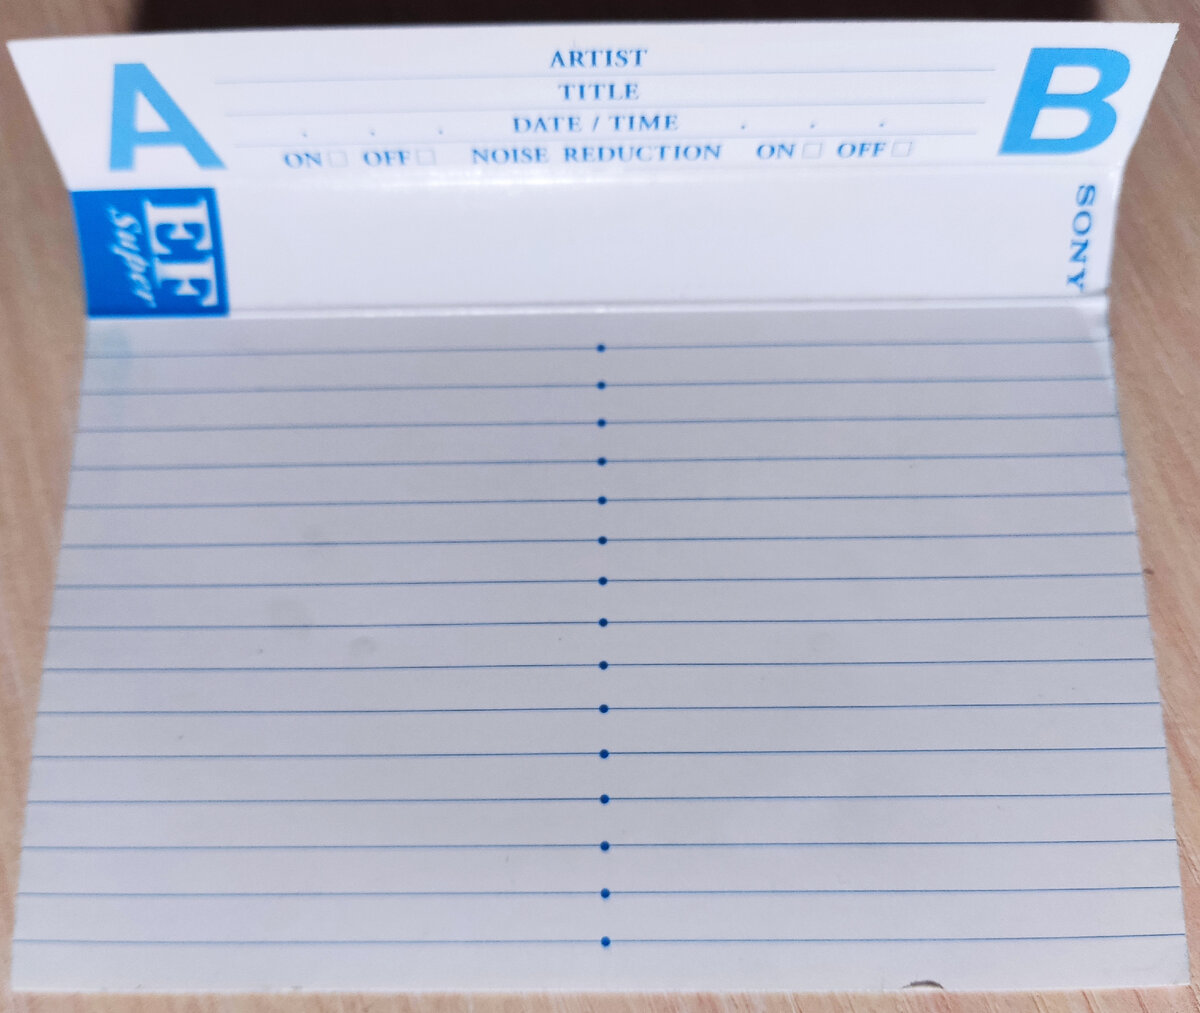 A
B
ARTIST
TITLE
DATE / TIME
ON OFF NOISE REDUCTION ON OFF
EF
Super
SONY